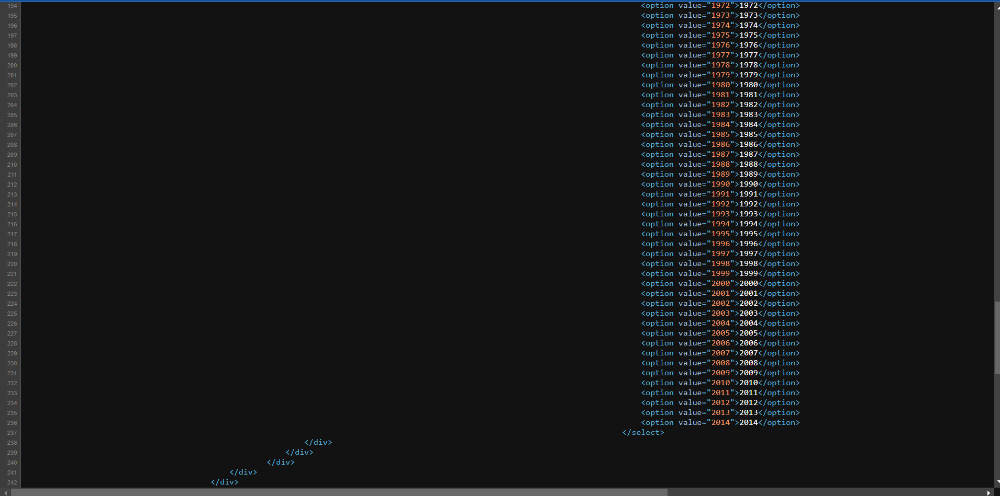 194 <option value="1972">1972</option>
195 <option value="1973">1973</option>
196 <option value="1974">1974</option>
197 <option value="1975">1975</option>
198 <option value="1976">1976</option>
199 <option value="1977">1977</option>
200 <option value="1978">1978</option>
201 <option value="1979">1979</option>
202 <option value="1980">1980</option>
203 <option value="1981">1981</option>
204 <option value="1982">1982</option>
205 <option value="1983">1983</option>
206 <option value="1984">1984</option>
207 <option value="1985">1985</option>
208 <option value="1986">1986</option>
209 <option value="1987">1987</option>
210 <option value="1988">1988</option>
211 <option value="1989">1989</option>
212 <option value="1990">1990</option>
213 <option value="1991">1991</option>
214 <option value="1992">1992</option>
215 <option value="1993">1993</option>
216 <option value="1994">1994</option>
217 <option value="1995">1995</option>
218 <option value="1996">1996</option>
219 <option value="1997">1997</option>
220 <option value="1998">1998</option>
221 <option value="1999">1999</option>
222 <option value="2000">2000</option>
223 <option value="2001">2001</option>
224 <option value="2002">2002</option>
225 <option value="2003">2003</option>
226 <option value="2004">2004</option>
227 <option value="2005">2005</option>
228 <option value="2006">2006</option>
229 <option value="2007">2007</option>
230 <option value="2008">2008</option>
231 <option value="2009">2009</option>
232 <option value="2010">2010</option>
233 <option value="2011">2011</option>
234 <option value="2012">2012</option>
235 <option value="2013">2013</option>
236 <option value="2014">2014</option>
237 </select>
238 </div>
239 </div>
240 </div>
241 </div>
242 </div>